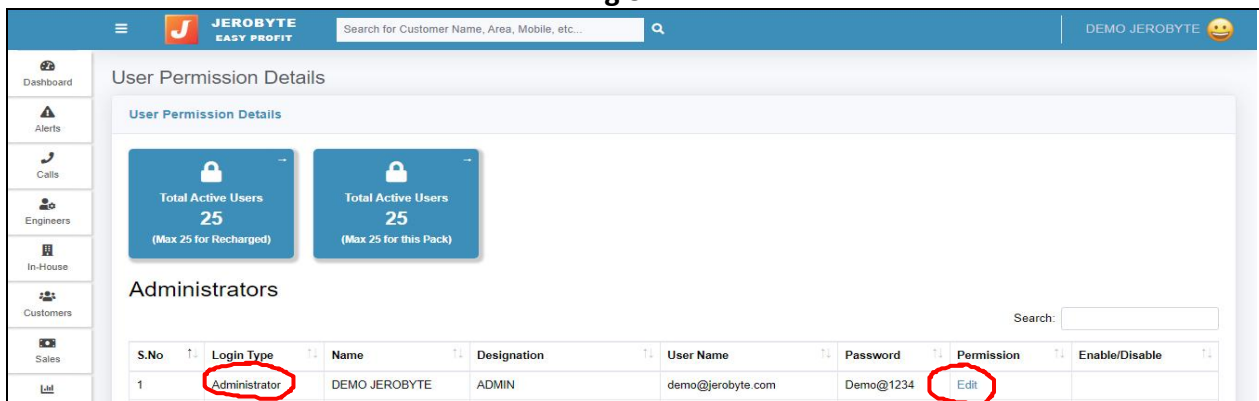 JEROBYTE
EASY PROFIT
Search for Customer Name, Area, Mobile, etc...
DEMO JEROBYTE
Dashboard
Alerts
Calls
Engineers
In-House
Customers
Sales
User Permission Details
User Permission Details
Total Active Users
25
(Max 25 for Recharged)
Total Active Users
25
(Max 25 for this Pack)
Administrators
Search:
S.No Login Type Name Designation User Name Password Permission Enable/Disable
1 Administrator DEMO JEROBYTE ADMIN demo@jerobyte.com Demo@1234 Edit